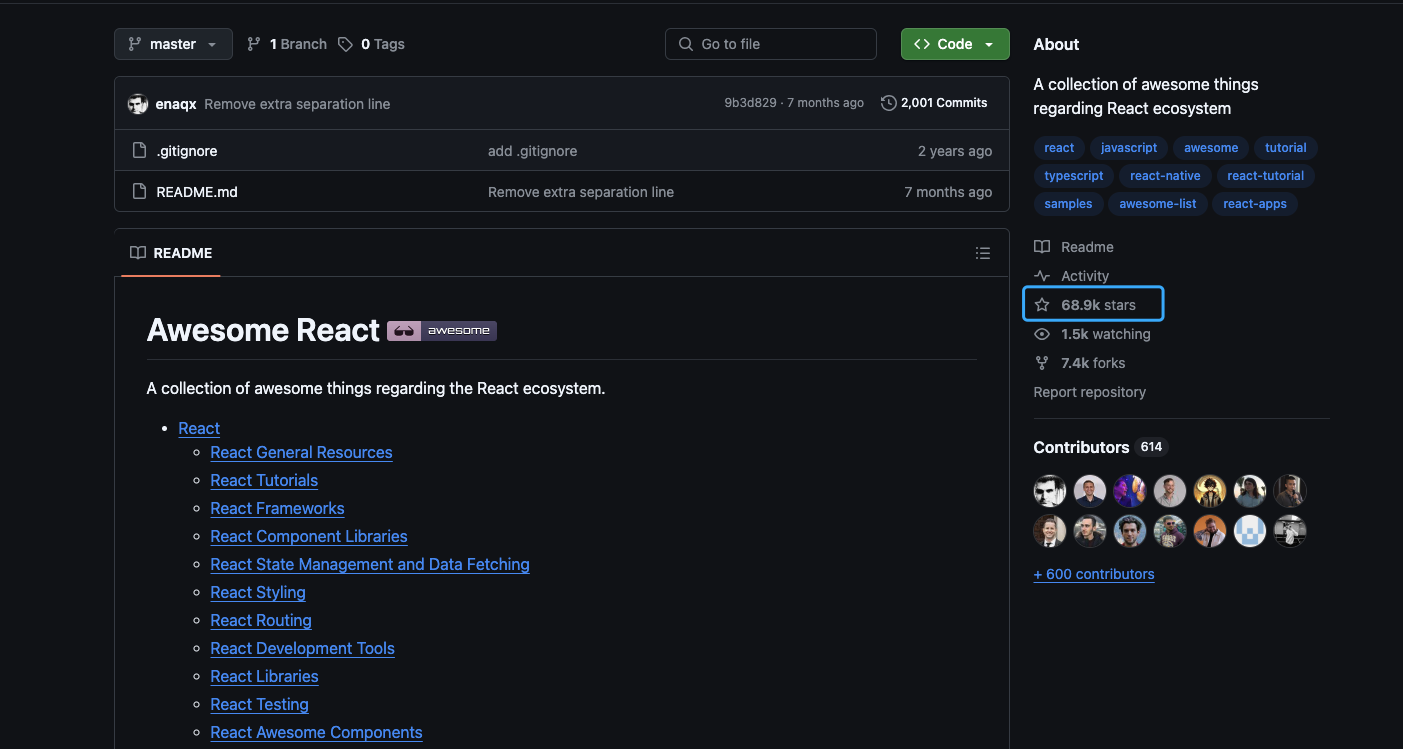 master 1 Branch 0 Tags Go to file Code
enaqx Remove extra separation line 9b3d829 · 7 months ago 2,001 Commits
.gitignore add .gitignore 2 years ago
README.md Remove extra separation line 7 months ago
README
Awesome React awesome
A collection of awesome things regarding the React ecosystem.
React
React General Resources
React Tutorials
React Frameworks
React Component Libraries
React State Management and Data Fetching
React Styling
React Routing
React Development Tools
React Libraries
React Testing
React Awesome Components
About
A collection of awesome things
regarding React ecosystem
react javascript awesome tutorial
typescript react-native react-tutorial
samples awesome-list react-apps
Readme
Activity
68.9k stars
1.5k watching
7.4k forks
Report repository
Contributors 614
+ 600 contributors